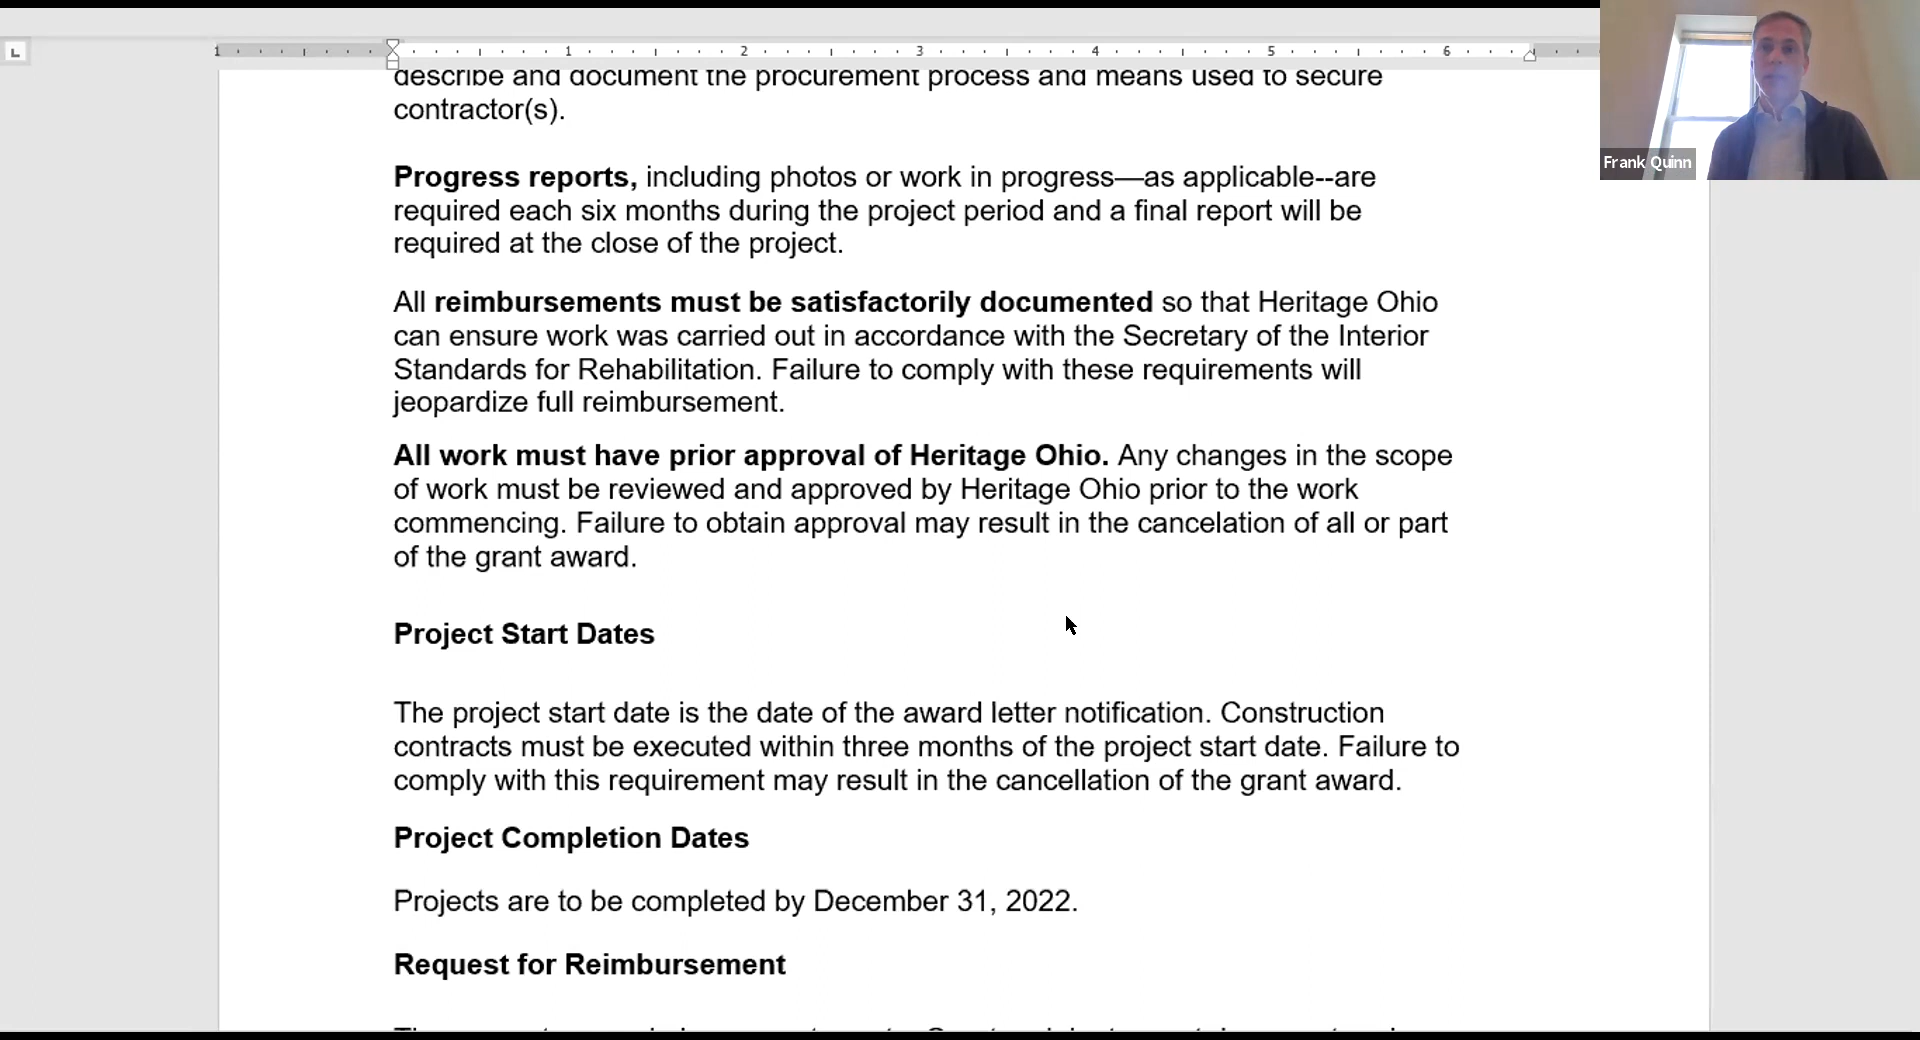 1 1 2 3 4 5 6
describe and document the procurement process and means used to secure
contractor(s).
Frank Quinn
Progress reports, including photos or work in progress—as applicable--are
required each six months during the project period and a final report will be
required at the close of the project.
All reimbursements must be satisfactorily documented so that Heritage Ohio
can ensure work was carried out in accordance with the Secretary of the Interior
Standards for Rehabilitation. Failure to comply with these requirements will
jeopardize full reimbursement.
All work must have prior approval of Heritage Ohio. Any changes in the scope
of work must be reviewed and approved by Heritage Ohio prior to the work
commencing. Failure to obtain approval may result in the cancelation of all or part
of the grant award.
Project Start Dates
The project start date is the date of the award letter notification. Construction
contracts must be executed within three months of the project start date. Failure to
comply with this requirement may result in the cancellation of the grant award.
Project Completion Dates
Projects are to be completed by December 31, 2022.
Request for Reimbursement